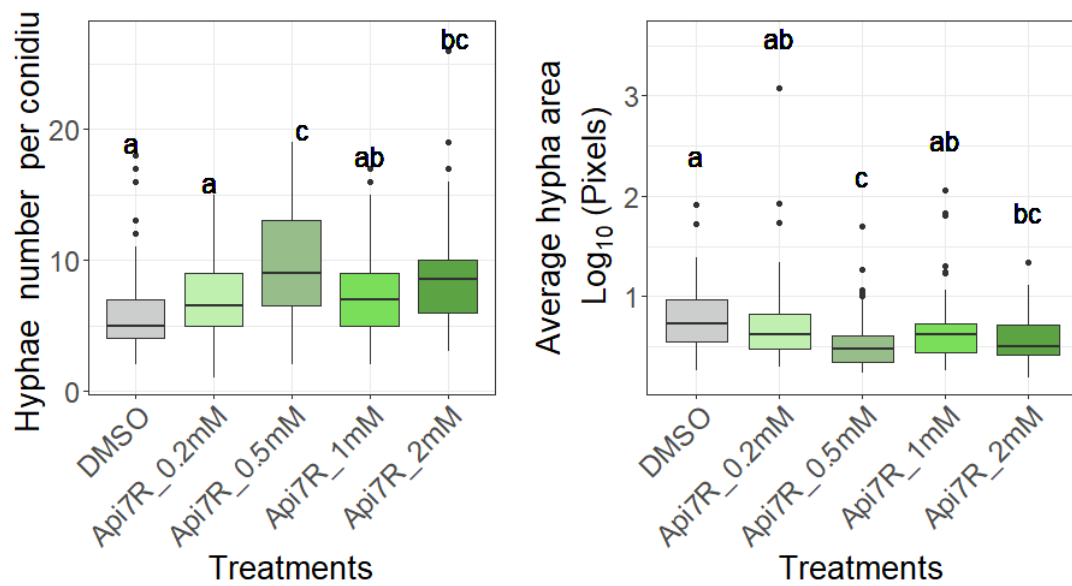 Hyphae number per conidiu
20
10
0
a
a
c
ab
bc
DMSO
Api7R_0.2mM
Api7R_0.5mM
Api7R_1mM
Api7R_2mM
Treatments
Average hypha area
Log10 (Pixels)
3
2
1
a
ab
c
ab
bc
DMSO
Api7R_0.2mM
Api7R_0.5mM
Api7R_1mM
Api7R_2mM
Treatments